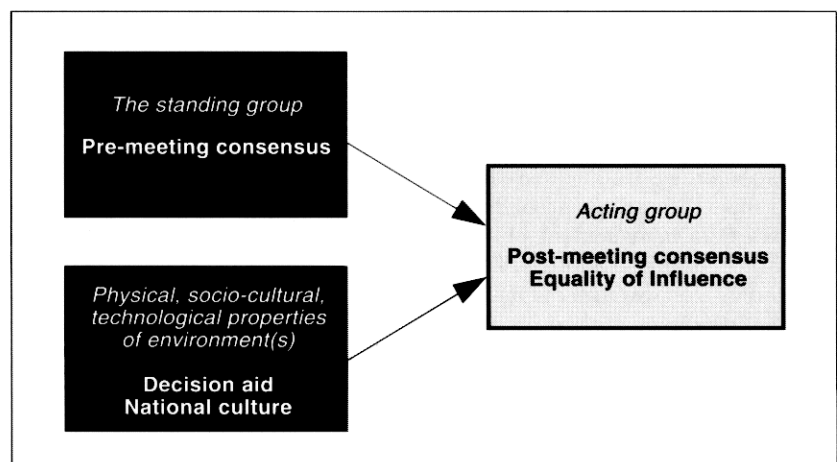 The standing group
Pre-meeting consensus
Physical, socio-cultural,
technological properties
of environment(s)
Decision aid
National culture
Acting group
Post-meeting consensus
Equality of Influence